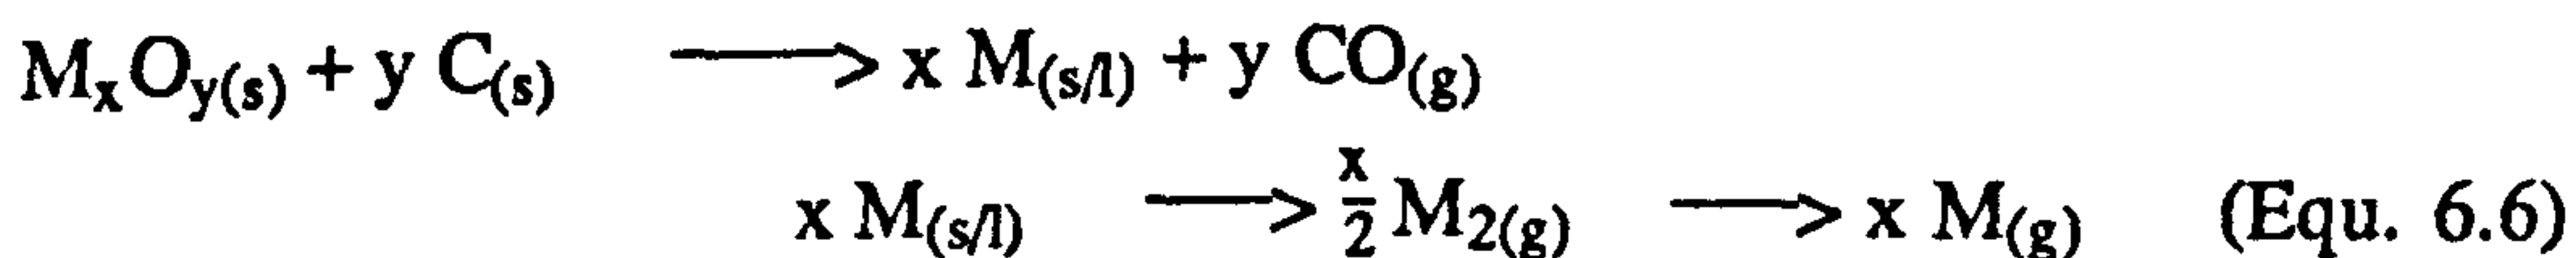 MxOy(s) + y C(s) ⟶ x M(s/l) + y CO(g)
x M(s/l) ⟶ x/2 M2(g) ⟶ x M(g) (Equ. 6.6)